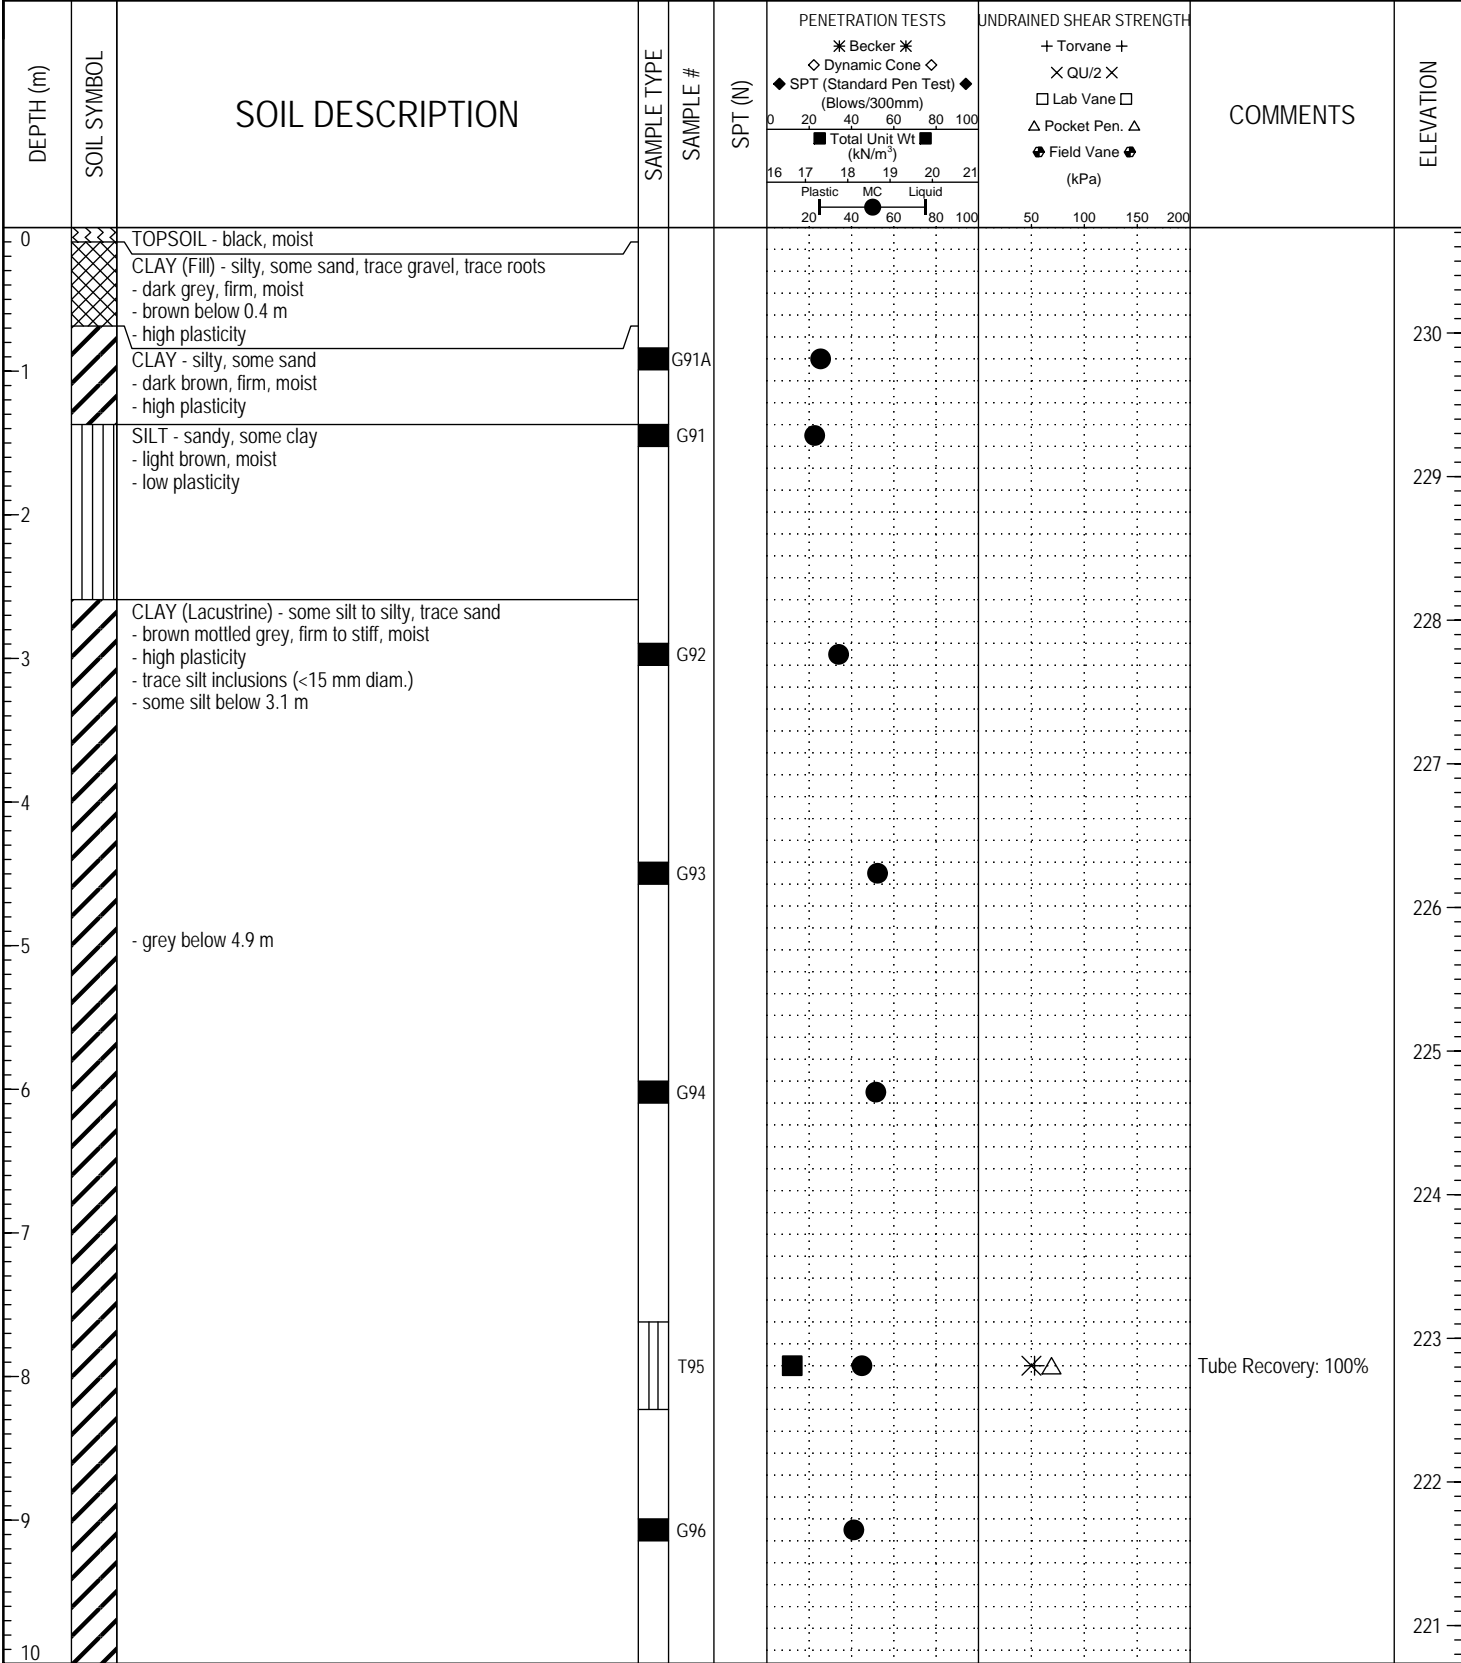 DEPTH (m)
SOIL SYMBOL
SOIL DESCRIPTION
SAMPLE TYPE
SAMPLE #
SPT (N)
PENETRATION TESTS
Becker
Dynamic Cone
SPT (Standard Pen Test)
(Blows/300mm)
0 20 40 60 80 100
Total Unit Wt
(kN/m³)
16 17 18 19 20 21
Plastic MC Liquid
20 40 60 80 100
UNDRAINED SHEAR STRENGTH
+ Torvane +
× QU/2 ×
□ Lab Vane □
△ Pocket Pen. △
Field Vane
(kPa)
50 100 150 200
COMMENTS
ELEVATION
0
TOPSOIL - black, moist
CLAY (Fill) - silty, some sand, trace gravel, trace roots
- dark grey, firm, moist
- brown below 0.4 m
- high plasticity
230
CLAY - silty, some sand
G91A
1
- dark brown, firm, moist
- high plasticity
SILT - sandy, some clay
G91
- light brown, moist
- low plasticity
229
2
CLAY (Lacustrine) - some silt to silty, trace sand
228
- brown mottled grey, firm to stiff, moist
3
- high plasticity
G92
- trace silt inclusions (<15 mm diam.)
- some silt below 3.1 m
227
4
G93
226
5
- grey below 4.9 m
225
6
G94
224
7
223
8
T95
Tube Recovery: 100%
222
9
G96
221
10